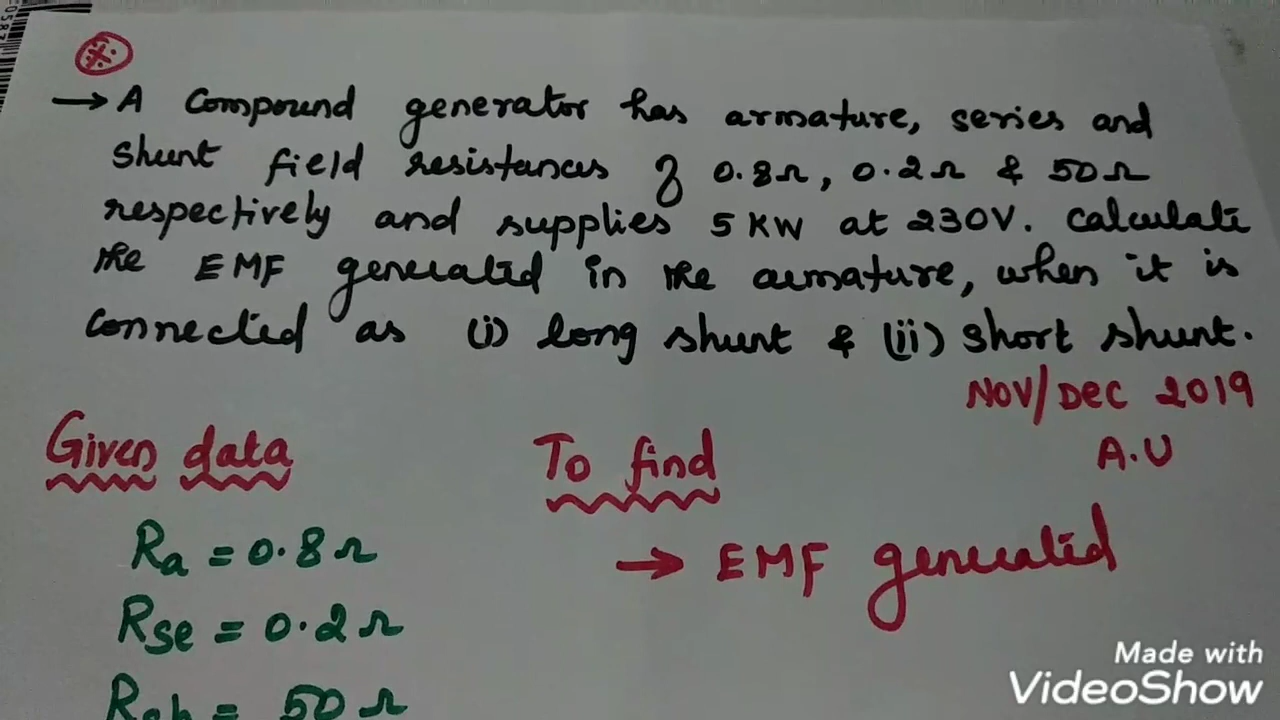 → A Compound generator has armature, series and
shunt field resistances of 0.8Ω, 0.2Ω & 50Ω
respectively and supplies 5 KW at 230V. Calculate
the EMF generated in the armature, when it is
connected as (i) long shunt & (ii) short shunt.
Nov/Dec 2019
A.U
Given data
To find
Ra = 0.8Ω
→ EMF generated
Rse = 0.2Ω
Rsh = 50Ω
Made with
VideoShow